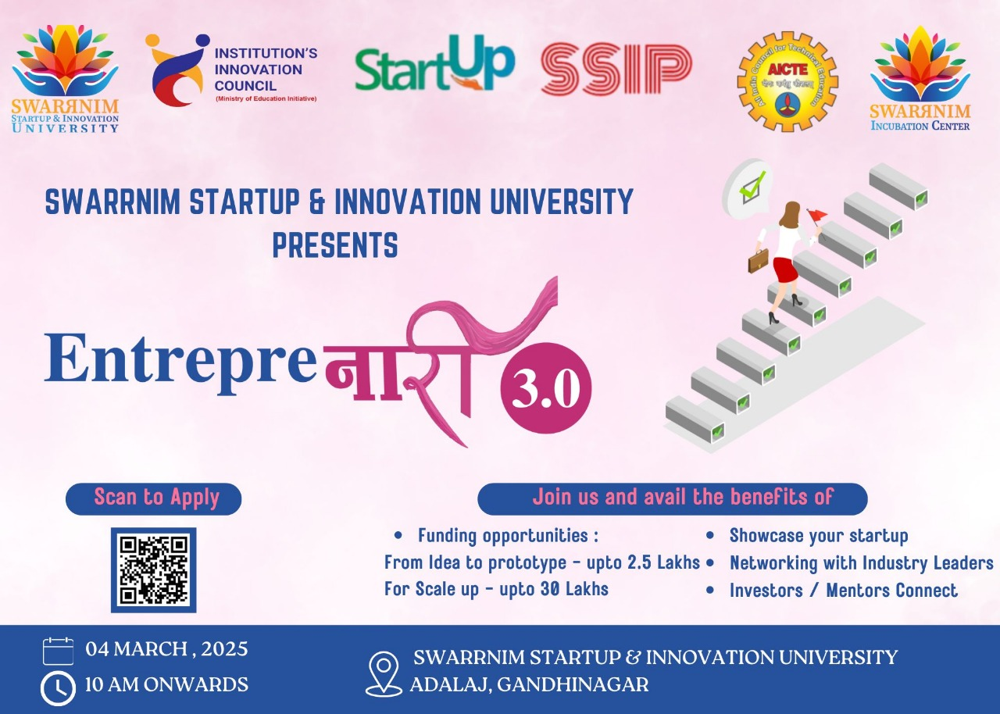 SWARЯNIM
STARTUP & INNOVATION
UNIVERSITY
INSTITUTION'S
INNOVATION
COUNCIL
(Ministry of Education Initiative)
StartUp
SSIP
All India Council for Technical Education
AICTE
योगः कर्मसु कौशलम्
SWARЯNIM
INCUBATION CENTER
SWARRNIM STARTUP & INNOVATION UNIVERSITY
PRESENTS
Entrepreनारी 3.0
Scan to Apply
Join us and avail the benefits of
• Funding opportunities :
From Idea to prototype - upto 2.5 Lakhs
For Scale up - upto 30 Lakhs
• Showcase your startup
• Networking with Industry Leaders
• Investors / Mentors Connect
04 MARCH , 2025
10 AM ONWARDS
SWARRNIM STARTUP & INNOVATION UNIVERSITY
ADALAJ, GANDHINAGAR